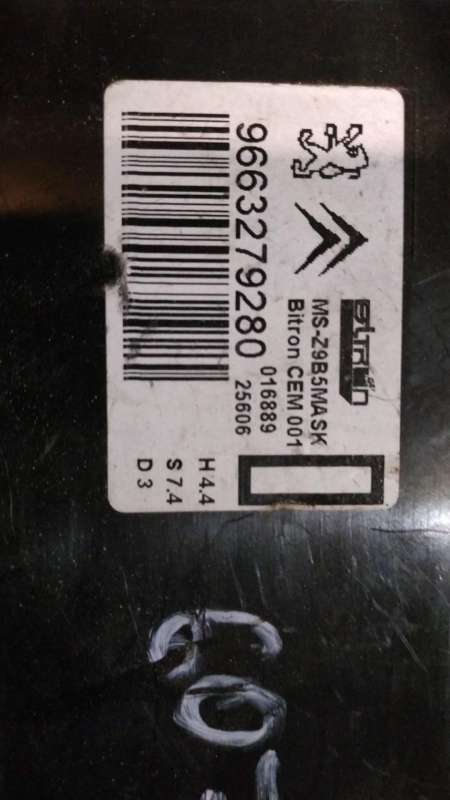 Bitron
MS-Z9B5MASK
Bitron CEM 001
9663279280
016889
25606
H 4.4
S 7.4
D 3